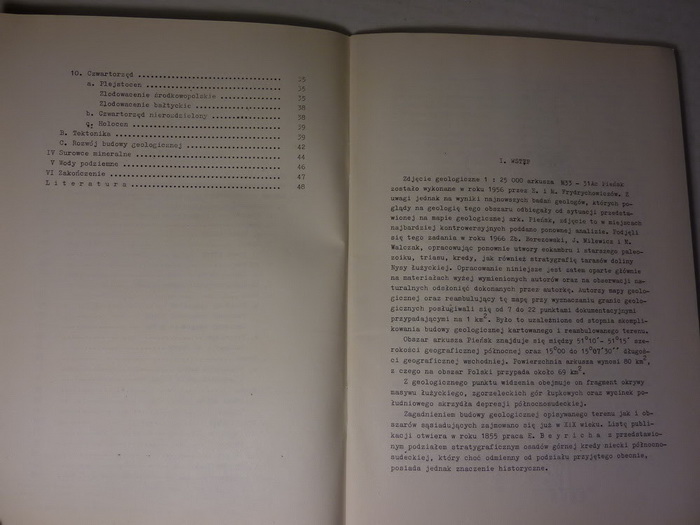 10. Czwartorzęd ........................................ 25
a. Plejstocen ........................................ 25
Zlodowacenie środkowopolskie ................ 25
Zlodowacenie bałtyckie ........................ 38
b. Czwartorzęd nierozdzielony ................ 38
Holocen ........................................ 39
B. Tektonika ........................................ 39
C. Rozwój budowy geologicznej ................ 42
IV Surowce mineralne ................................ 44
V Wody podziemne ................................ 46
VI Zakończenie ........................................ 47
Literatura ........................................ 48
I. WSTĘP
Zdjęcie geologiczne 1 : 25 000 arkusza M33 - 31Ac Pieńsk
zostało wykonane w roku 1956 przez L. i M. Frydrychowiczów. Z
uwagi jednak na wyniki najnowszych badań geologów, których po-
glądy na geologię tego obszaru odbiegały od sytuacji przedsta-
wionej na mapie geologicznej ark. Pieńsk, zdjęcie to w miejscach
najbardziej kontrowersyjnych poddano ponownej analizie. Podjęli
się tego zadania w roku 1966 Zb. Berezowski, J. Milewicz i H.
Walczak, opracowując ponownie utwory eokambru i starszego paleo-
zoiku, triasu, kredy, jak również stratygrafię tarasów doliny
Nysy Łużyckiej. Opracowanie niniejsze jest zatem oparte głównie
na materiałach wyżej wymienionych autorów oraz na obserwacji na-
turalnych odsłonięć dokonanych przez autorkę. Autorzy mapy geolo-
gicznej oraz reambulujący tę mapę przy wyznaczaniu granic geolo-
gicznych posługiwali się od 7 do 22 punktami dokumentacyjnymi
przypadającymi na 1 km². Było to uzależnione od stopnia skompli-
kowania budowy geologicznej kartowanego i reambulowanego terenu.
Obszar arkusza Pieńsk znajduje się między 51°10'- 51°15' sze-
rokości geograficznej północnej oraz 15°00 do 15°07'30'' długoś-
ci geograficznej wschodniej. Powierzchnia arkusza wynosi 80 km²,
z czego na obszar Polski przypada około 69 km².
Z geologicznego punktu widzenia obejmuje on fragment okrywy
masywu łużyckiego, zgorzeleckich gór łupkowych oraz wycinek po-
łudniowego skrzydła depresji północnosudeckiej.
Zagadnieniem budowy geologicznej opisywanego terenu jak i ob-
szarów sąsiadujących zajmowano się już w XIX wieku. Listę publi-
kacji otwiera w roku 1855 praca E. Beyricha z przedstawio-
nym podziałem stratygraficznym osadów górnej kredy niecki północno-
sudeckiej, który choć odmienny od podziału przyjętego obecnie,
posiada jednak znaczenie historyczne.